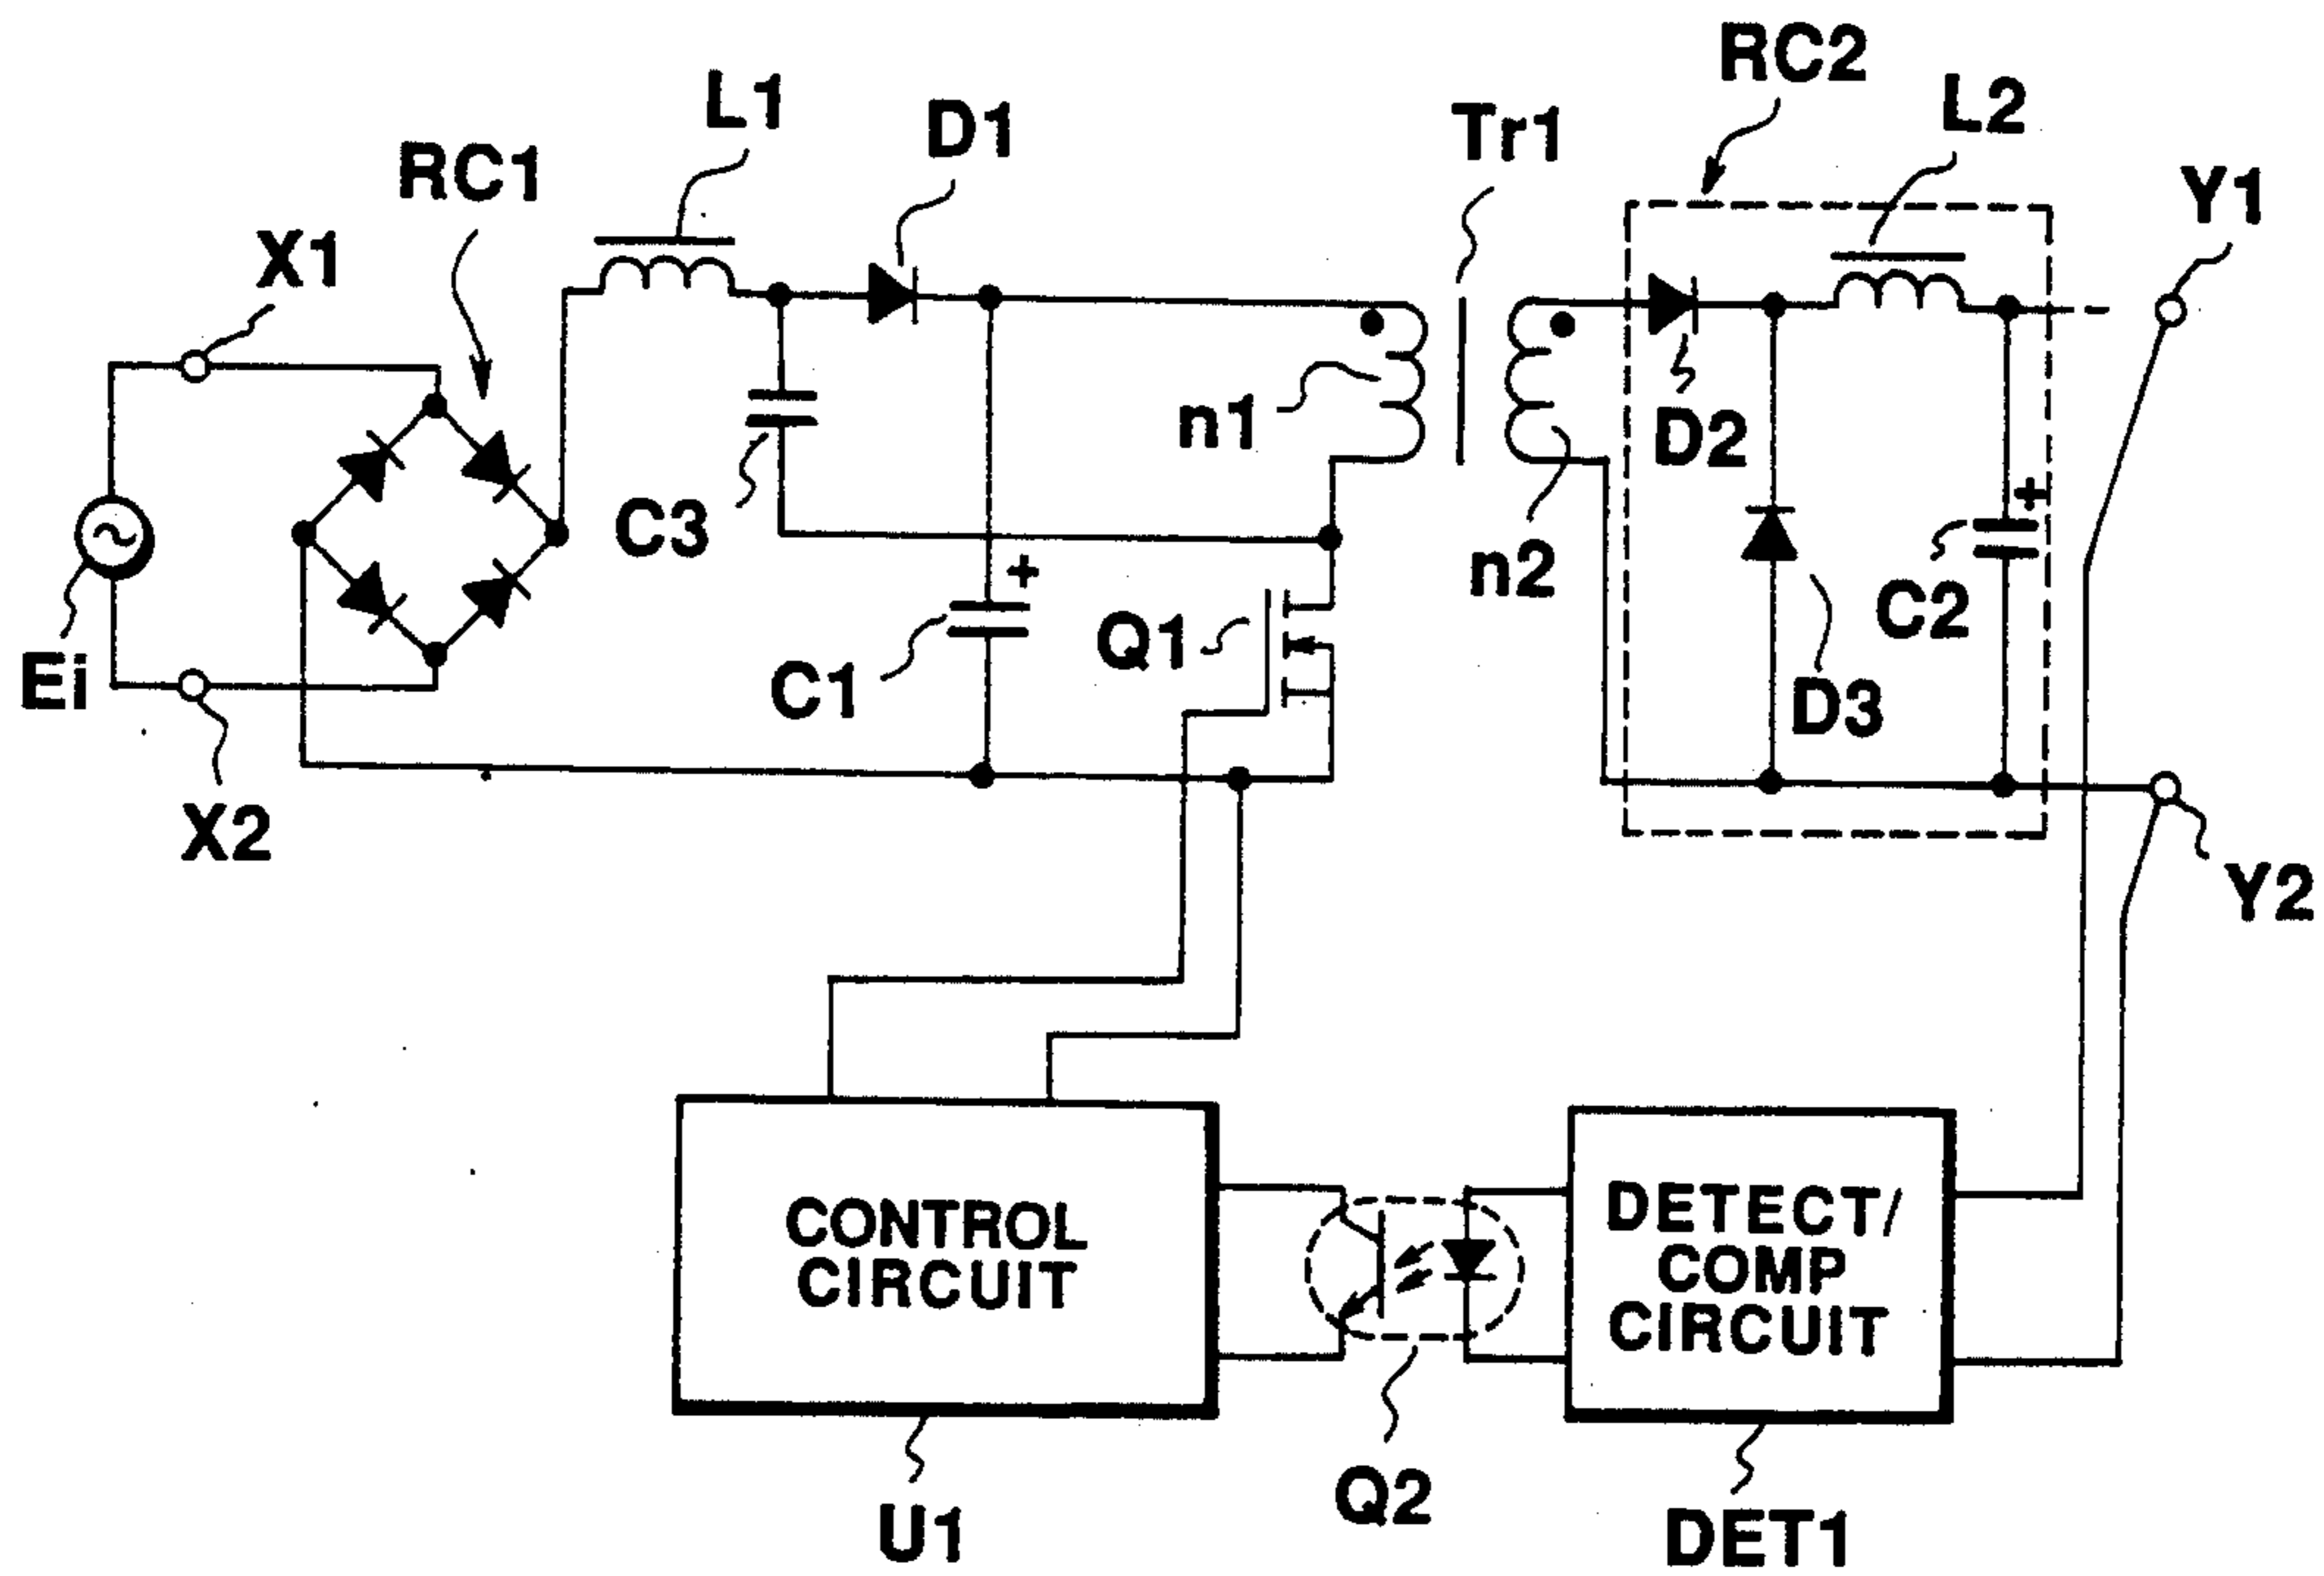 RC2
L1
L2
D1
Tr1
RC1
Y1
X1
n1
D2
C3
+
n2
+
C2
Q1
Ei
C1
D3
X2
Y2
CONTROL
CIRCUIT
DETECT/
COMP
CIRCUIT
Q2
U1
DET1